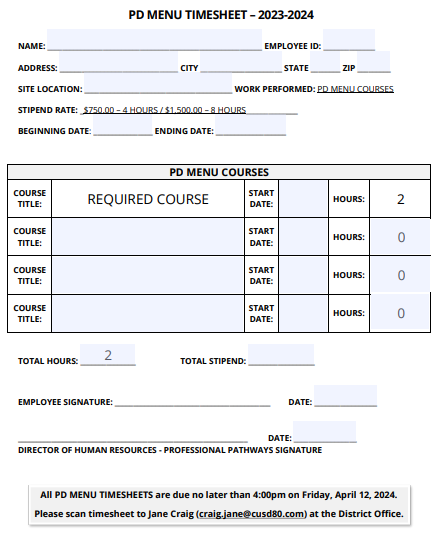 PD MENU TIMESHEET – 2023-2024
NAME: EMPLOYEE ID:
ADDRESS: CITY STATE ZIP
SITE LOCATION: WORK PERFORMED: PD MENU COURSES
STIPEND RATE: $750.00 – 4 HOURS / $1,500.00 – 8 HOURS
BEGINNING DATE: ENDING DATE:
PD MENU COURSES
COURSE TITLE: REQUIRED COURSE START DATE: HOURS: 2
COURSE TITLE: START DATE: HOURS: 0
COURSE TITLE: START DATE: HOURS: 0
COURSE TITLE: START DATE: HOURS: 0
TOTAL HOURS: 2 TOTAL STIPEND:
EMPLOYEE SIGNATURE: DATE:
DATE:
DIRECTOR OF HUMAN RESOURCES - PROFESSIONAL PATHWAYS SIGNATURE
All PD MENU TIMESHEETS are due no later than 4:00pm on Friday, April 12, 2024.
Please scan timesheet to Jane Craig (craig.jane@cusd80.com) at the District Office.